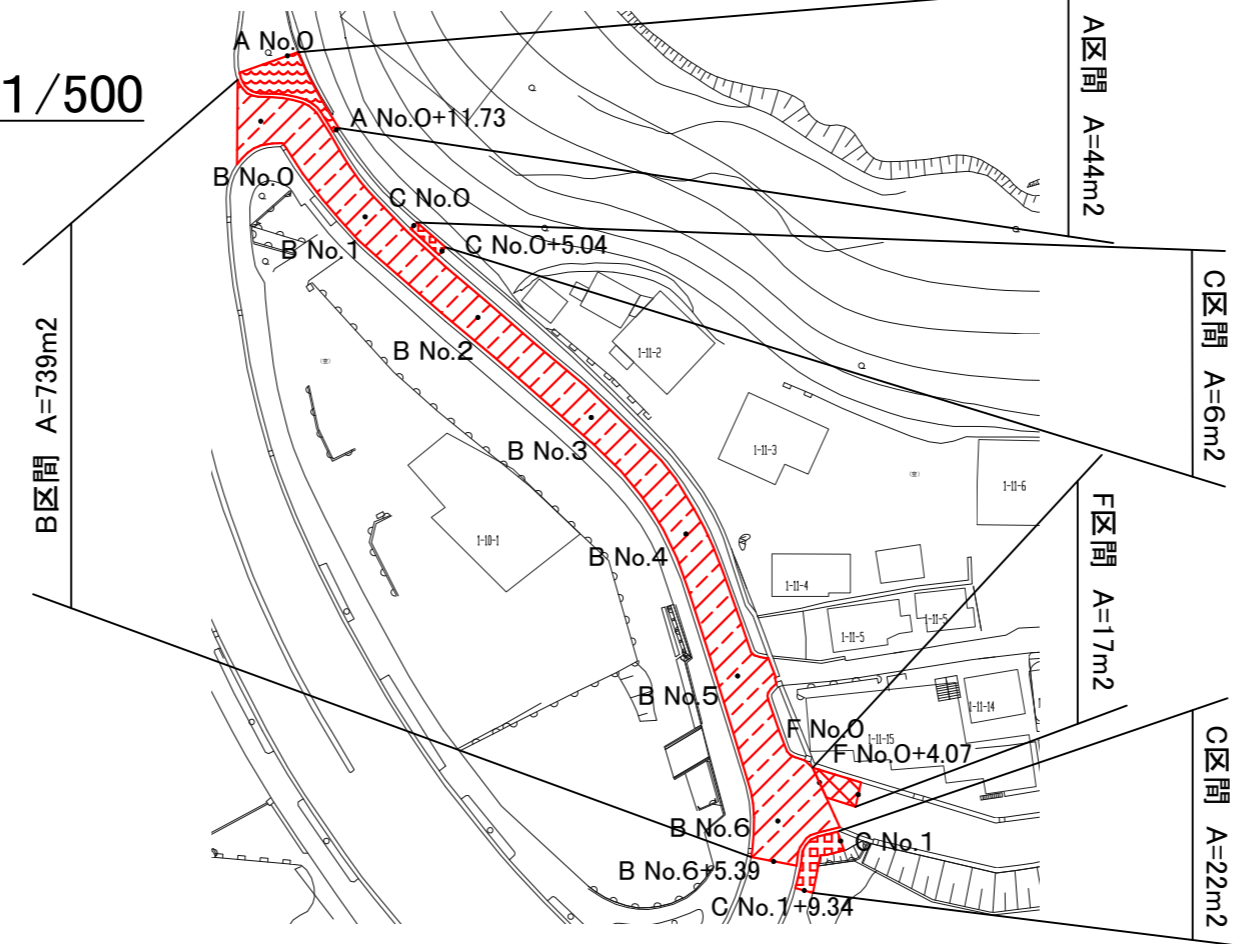 1/500
A No.0
A No.0+11.73
A区間 A=44m2
B No.0
C No.0
B No.1
C No.0+5.04
C区間 A=6m2
B No.2
1-11-2
B区間 A=739m2
B No.3
1-11-3
1-11-6
1-10-1
B No.4
1-11-4
F区間 A=17m2
1-11-5
1-11-5
B No.5
1-11-14
F No.0
1-11-15
F No.0+4.07
C区間 A=22m2
B No.6
C No.1
B No.6+5.39
C No.1+9.34